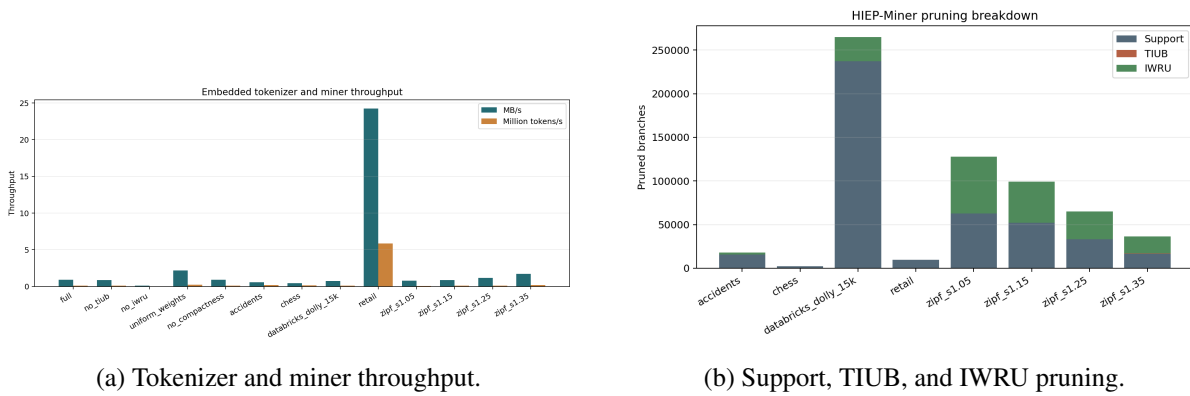 Embedded tokenizer and miner throughput
25
20
15
10
5
0
Throughput
MB/s
Million tokens/s
full
no_tiub
no_iwru
uniform_weights
no_compactness
accidents
chess
databricks_dolly_15k
retail
zipf_s1.05
zipf_s1.15
zipf_s1.25
zipf_s1.35
(a) Tokenizer and miner throughput.
HIEP-Miner pruning breakdown
250000
200000
150000
100000
50000
0
Pruned branches
Support
TIUB
IWRU
accidents
chess
databricks_dolly_15k
retail
zipf_s1.05
zipf_s1.15
zipf_s1.25
zipf_s1.35
(b) Support, TIUB, and IWRU pruning.